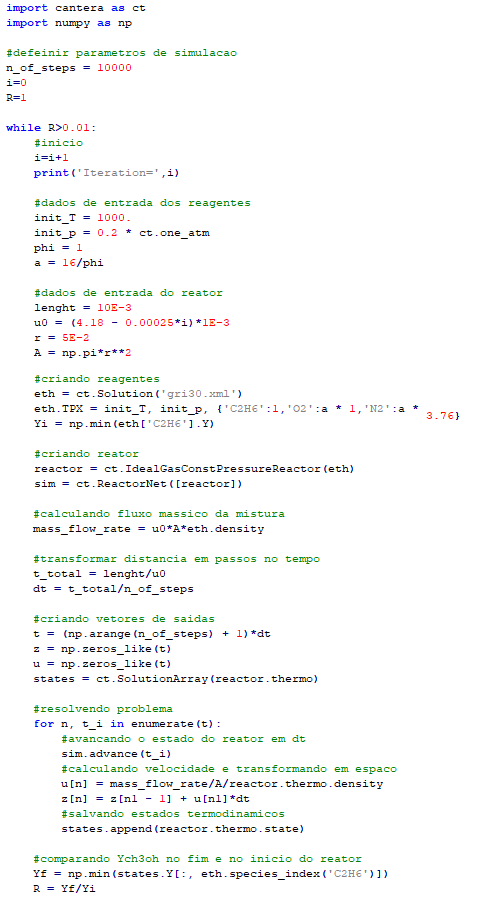 import cantera as ct
import numpy as np
#defeinir parametros de simulacao
n_of_steps = 10000
i=0
R=1
while R>0.01:
#inicio
i=i+1
print('Iteration=',i)
#dados de entrada dos reagentes
init_T = 1000.
init_p = 0.2 * ct.one_atm
phi = 1
a = 16/phi
#dados de entrada do reator
lenght = 10E-3
u0 = (4.18 - 0.00025*i)*1E-3
r = 5E-2
A = np.pi*r**2
#criando reagentes
eth = ct.Solution('gri30.xml')
eth.TPX = init_T, init_p, {'C2H6':1,'O2':a * 1,'N2':a * 3.76}
Yi = np.min(eth['C2H6'].Y)
#criando reator
reactor = ct.IdealGasConstPressureReactor(eth)
sim = ct.ReactorNet([reactor])
#calculando fluxo massico da mistura
mass_flow_rate = u0*A*eth.density
#transformar distancia em passos no tempo
t_total = lenght/u0
dt = t_total/n_of_steps
#criando vetores de saidas
t = (np.arange(n_of_steps) + 1)*dt
z = np.zeros_like(t)
u = np.zeros_like(t)
states = ct.SolutionArray(reactor.thermo)
#resolvendo problema
for n, t_i in enumerate(t):
#avancando o estado do reator em dt
sim.advance(t_i)
#calculando velocidade e transformando em espaco
u[n] = mass_flow_rate/A/reactor.thermo.density
z[n] = z[n1 - 1] + u[n1]*dt
#salvando estados termodinamicos
states.append(reactor.thermo.state)
#comparando Ych3oh no fim e no inicio do reator
Yf = np.min(states.Y[:, eth.species_index('C2H6')])
R = Yf/Yi